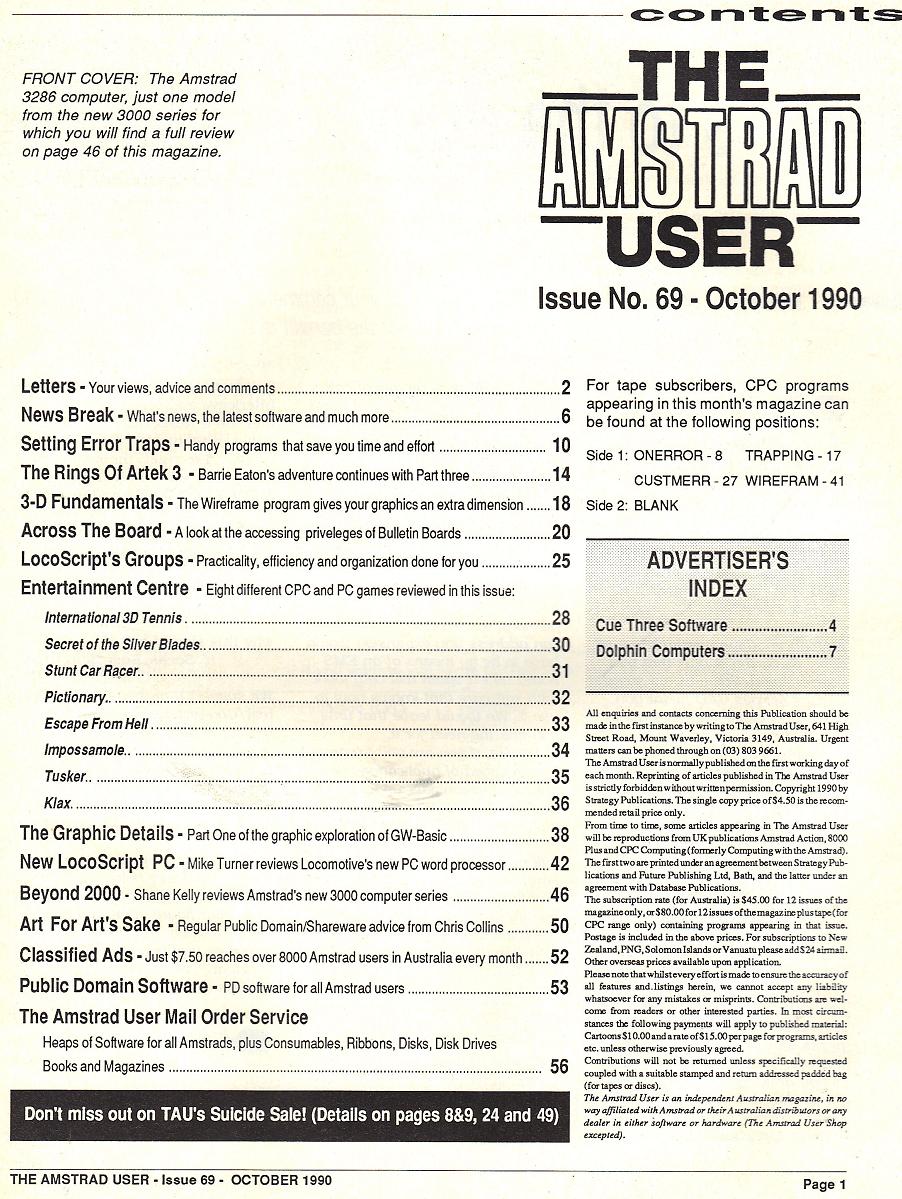 contents
FRONT COVER: The Amstrad
3286 computer, just one model
from the new 3000 series for
which you will find a full review
on page 46 of this magazine.
THE
AMSTRAD
USER
Issue No. 69 - October 1990
Letters - Your views, advice and comments ........ 2
News Break - What's news, the latest software and much more ........ 6
Setting Error Traps - Handy programs that save you time and effort ........ 10
The Rings Of Artek 3 - Barrie Eaton's adventure continues with Part three ........ 14
3-D Fundamentals - The Wireframe program gives your graphics an extra dimension ....... 18
Across The Board - A look at the accessing priveleges of Bulletin Boards ........ 20
LocoScript's Groups - Practicality, efficiency and organization done for you ........ 25
Entertainment Centre - Eight different CPC and PC games reviewed in this issue:
International 3D Tennis ........ 28
Secret of the Silver Blades ........ 30
Stunt Car Racer ........ 31
Pictionary ........ 32
Escape From Hell ........ 33
Impossamole ........ 34
Tusker ........ 35
Klax ........ 36
The Graphic Details - Part One of the graphic exploration of GW-Basic ........ 38
New LocoScript PC - Mike Turner reviews Locomotive's new PC word processor ........ 42
Beyond 2000 - Shane Kelly reviews Amstrad's new 3000 computer series ........ 46
Art For Art's Sake - Regular Public Domain/Shareware advice from Chris Collins ........ 50
Classified Ads - Just $7.50 reaches over 8000 Amstrad users in Australia every month ....... 52
Public Domain Software - PD software for all Amstrad users ........ 53
The Amstrad User Mail Order Service
Heaps of Software for all Amstrads, plus Consumables, Ribbons, Disks, Disk Drives
Books and Magazines ........ 56
Don't miss out on TAU's Suicide Sale! (Details on pages 8&9, 24 and 49)
For tape subscribers, CPC programs
appearing in this month's magazine can
be found at the following positions:
Side 1: ONERROR - 8 TRAPPING - 17
CUSTMERR - 27 WIREFRAM - 41
Side 2: BLANK
ADVERTISER'S
INDEX
Cue Three Software ........ 4
Dolphin Computers ........ 7
All enquiries and contacts concerning this Publication should be
made in the first instance by writing to The Amstrad User, 641 High
Street Road, Mount Waverley, Victoria 3149, Australia. Urgent
matters can be phoned through on (03) 803 9661.
The Amstrad User is normally published on the first working day of
each month. Reprinting of articles published in The Amstrad User
is strictly forbidden without written permission. Copyright 1990 by
Strategy Publications. The single copy price of $4.50 is the recom-
mended retail price only.
From time to time, some articles appearing in The Amstrad User
will be reproductions from UK publications Amstrad Action, 8000
Plus and CPC Computing (formerly Computing with the Amstrad).
The first two are printed under an agreement between Strategy Pub-
lications and Future Publishing Ltd, Bath, and the latter under an
agreement with Database Publications.
The subscription rate (for Australia) is $45.00 for 12 issues of the
magazine only, or $80.00 for 12 issues of the magazine plus tape (for
CPC range only) containing programs appearing in that issue.
Postage is included in the above prices. For subscriptions to New
Zealand, PNG, Solomon Islands or Vanuatu please add $24 airmail.
Other overseas prices available upon application.
Please note that whilst every effort is made to ensure the accuracy of
all features and listings herein, we cannot accept any liability
whatsoever for any mistakes or misprints. Contributions are wel-
come from readers or other interested parties. In most circum-
stances the following payments will apply to published material:
Cartoons $10.00 and a rate of $15.00 per page for programs, articles
etc. unless otherwise previously agreed.
Contributions will not be returned unless specifically requested
coupled with a suitable stamped and return addressed padded bag
(for tapes or discs).
The Amstrad User is an independent Australian magazine, in no
way affiliated with Amstrad or their Australian distributors or any
dealer in either software or hardware (The Amstrad User Shop
excepted).
THE AMSTRAD USER - Issue 69 - OCTOBER 1990
Page 1